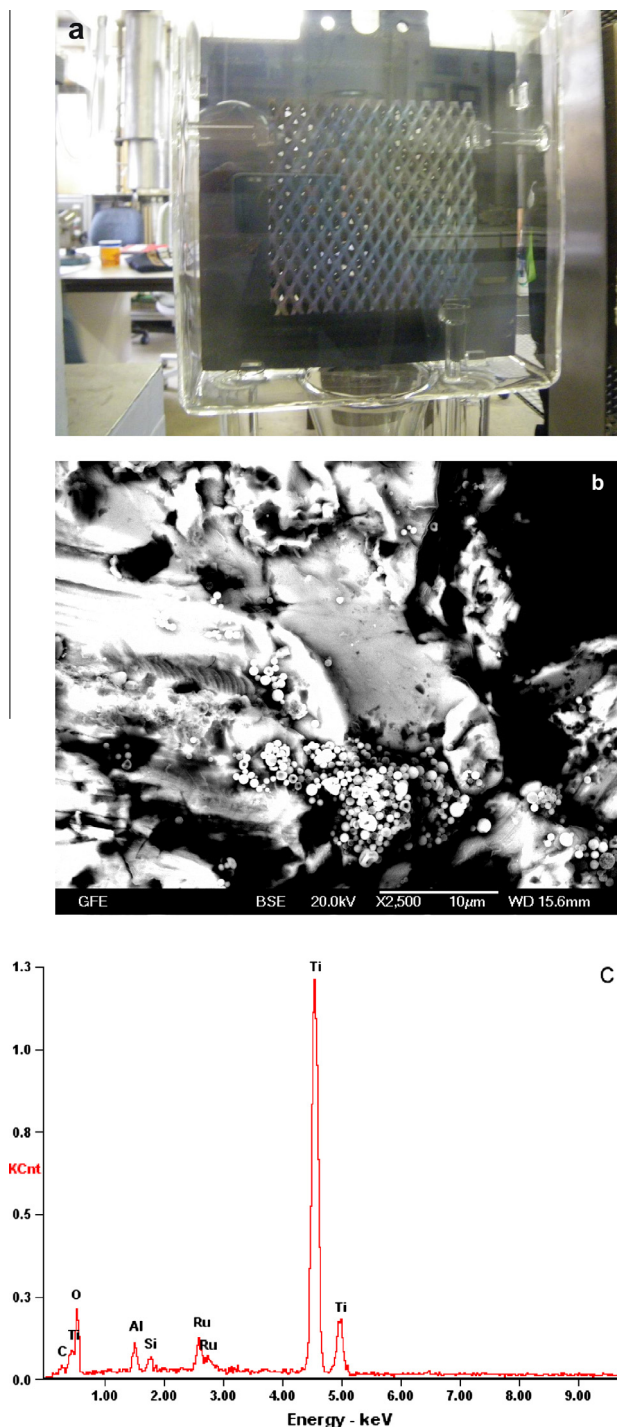 a
b
GFE BSE 20.0kV X2,500 10µm WD 15.6mm
C
1.3
Ti
1.0
0.8
KCnt
0.5
0.3
O
Ti
C
Al
Si
Ru
Ru
Ti
0.0
1.00 2.00 3.00 4.00 5.00 6.00 7.00 8.00 9.00
Energy - keV